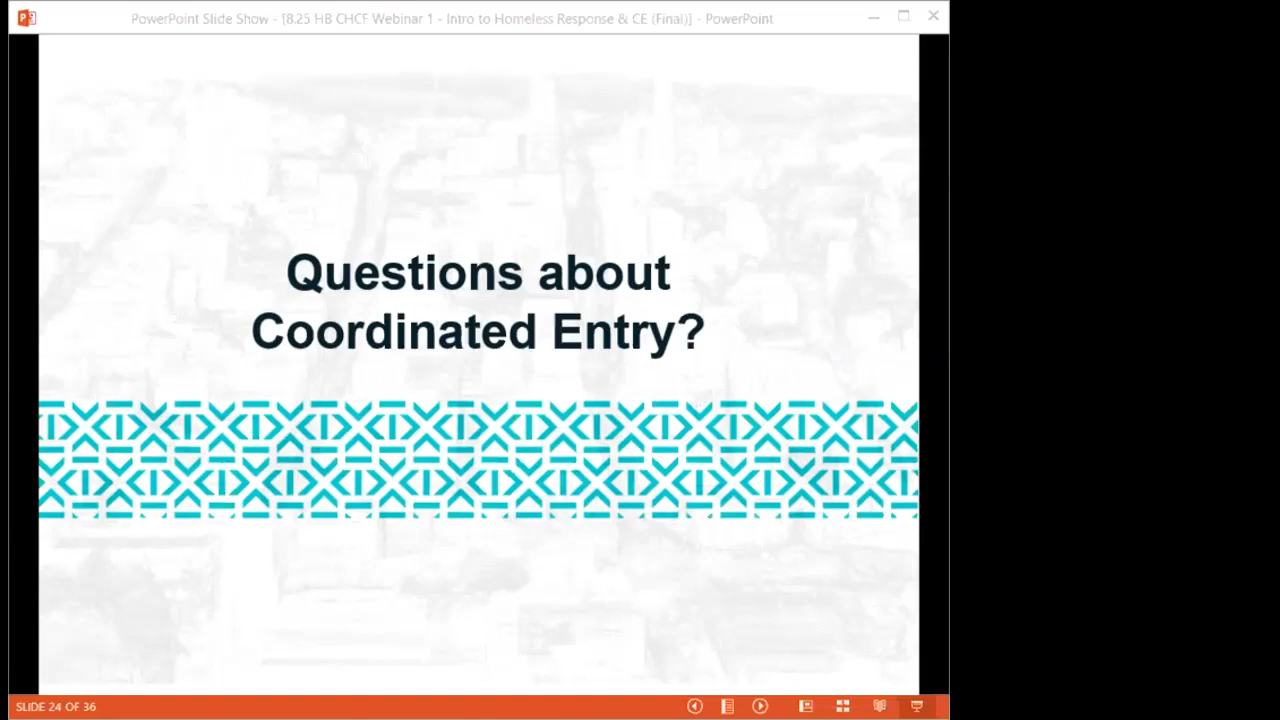 PowerPoint Slide Show - [8.25 HB CHCF Webinar 1 - Intro to Homeless Response & CE (Final)] - PowerPoint
Questions about
Coordinated Entry?
SLIDE 24 OF 36